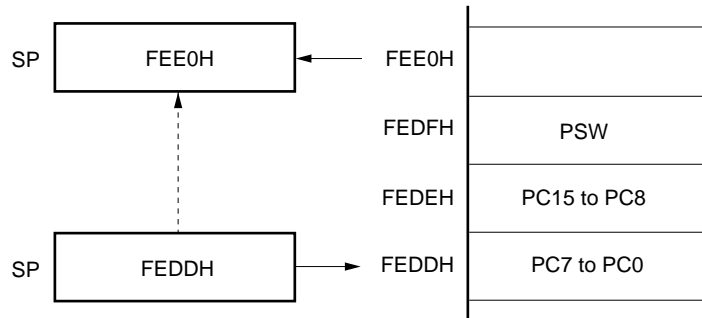 SP FEE0H FEE0H
FEDFH PSW
FEDEH PC15 to PC8
SP FEDDH FEDDH PC7 to PC0